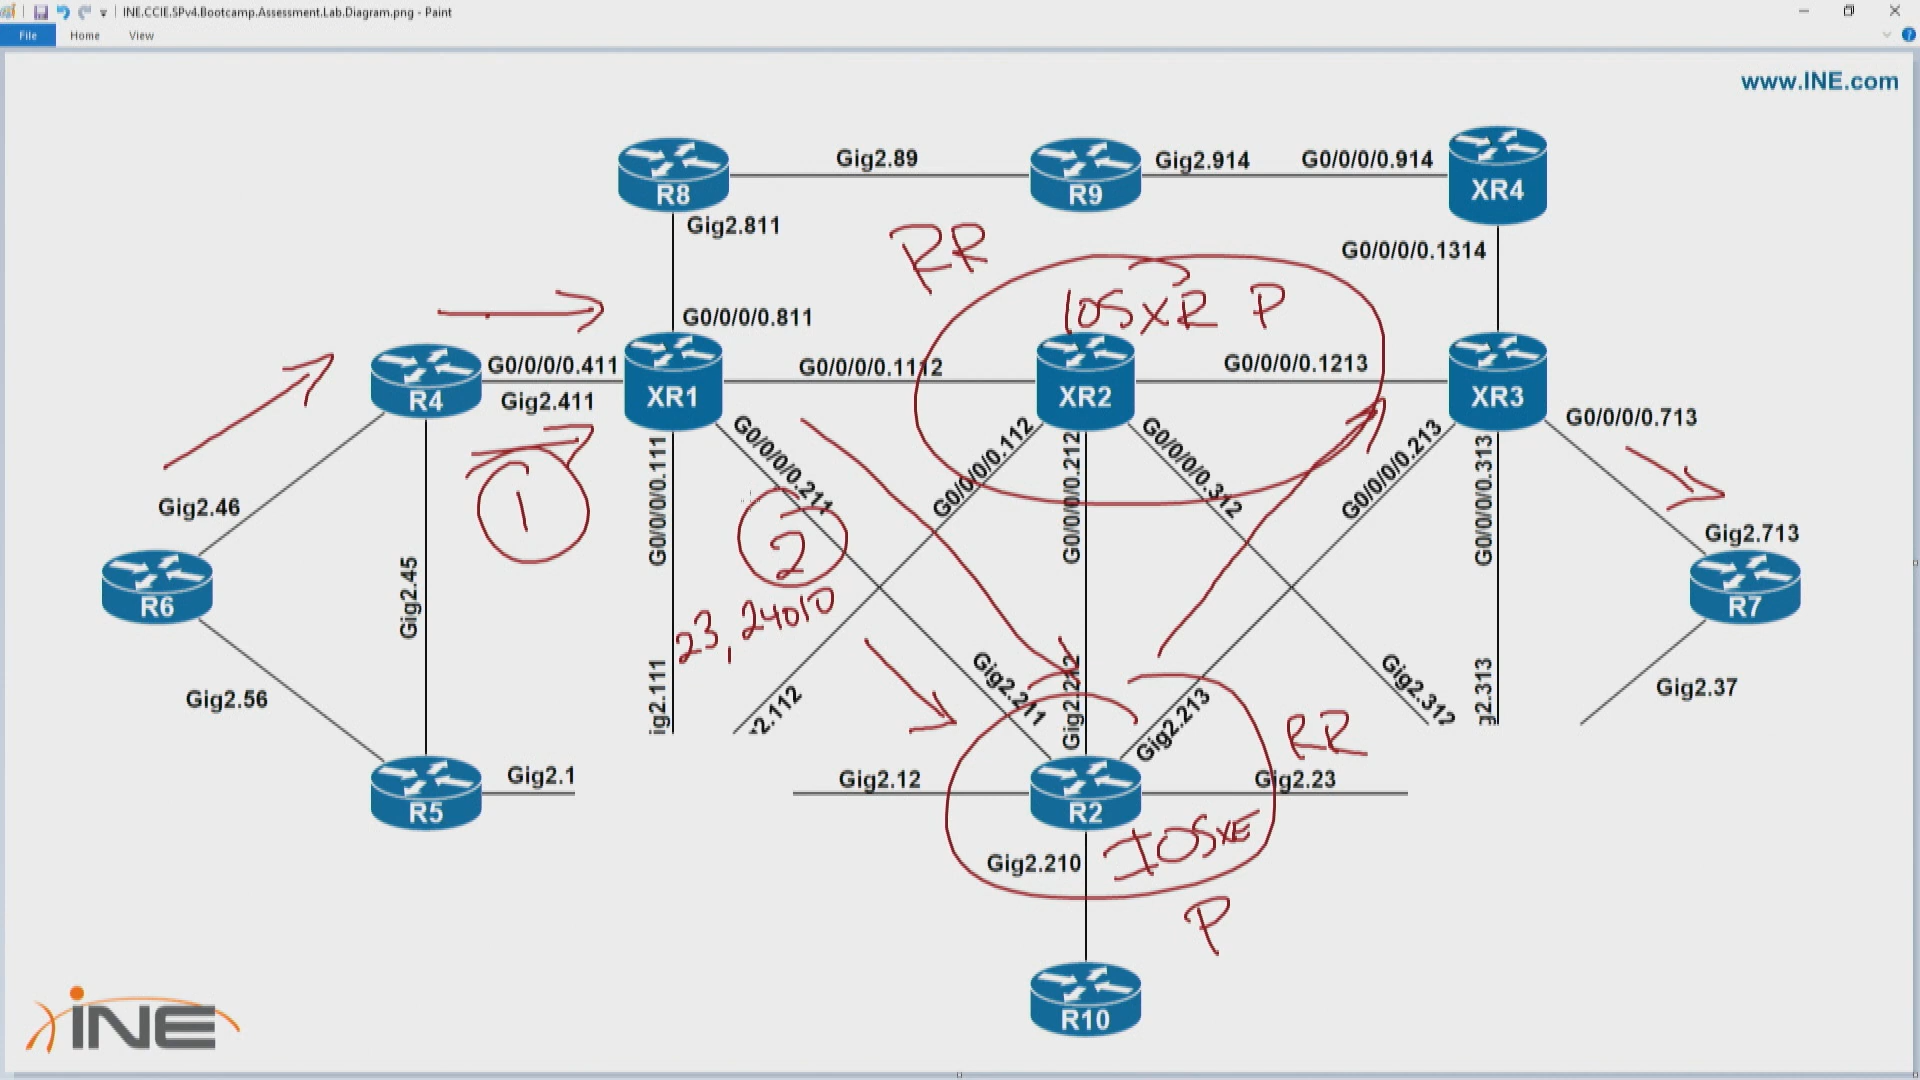 INE.CCIE.SPv4.Bootcamp.Assessment.Lab.Diagram.png - Paint
File Home View
www.INE.com
R8
Gig2.89
R9
Gig2.914
G0/0/0/0.914
XR4
Gig2.811
RR
G0/0/0/0.1314
IOSXR P
G0/0/0/0.811
R4
G0/0/0/0.411
Gig2.411
XR1
G0/0/0/0.1112
XR2
G0/0/0/0.1213
XR3
G0/0/0/0.713
G0/0/0/0.111
G0/0/0/0.211
G0/0/0/0.112
G0/0/0/0.212
G0/0/0/0.312
G0/0/0/0.213
G0/0/0/0.313
1
2
Gig2.46
Gig2.713
R6
Gig2.45
23, 24010
R7
Gig2.56
ig2.111
2.112
Gig2.211
Gig2.212
Gig2.213
Gig2.312
g2.313
Gig2.37
RR
R5
Gig2.1
Gig2.12
R2
Gig2.23
IOSXE
Gig2.210
P
R10
iNE